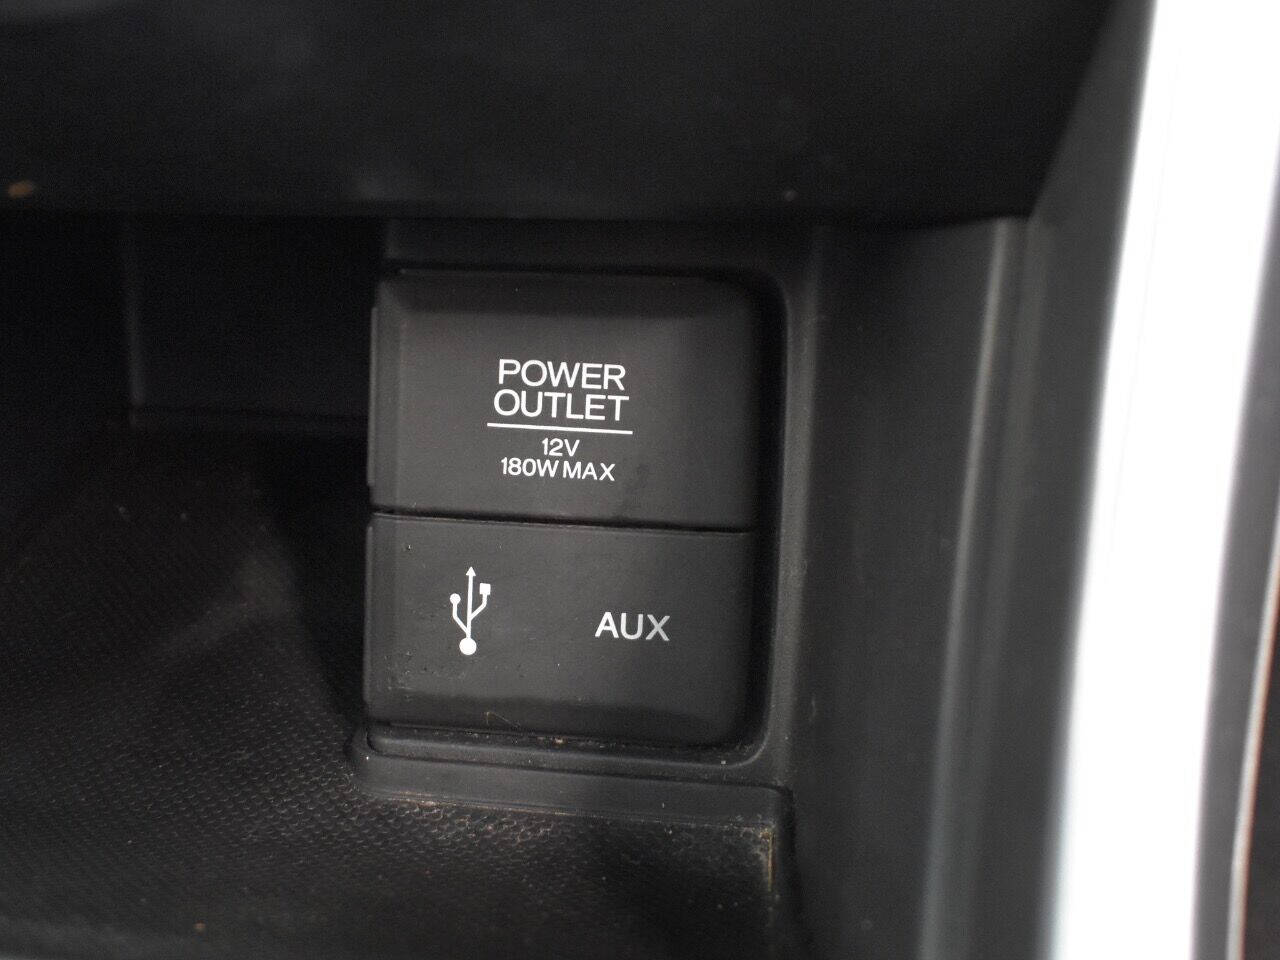 POWER
OUTLET
12V
180W MAX
AUX